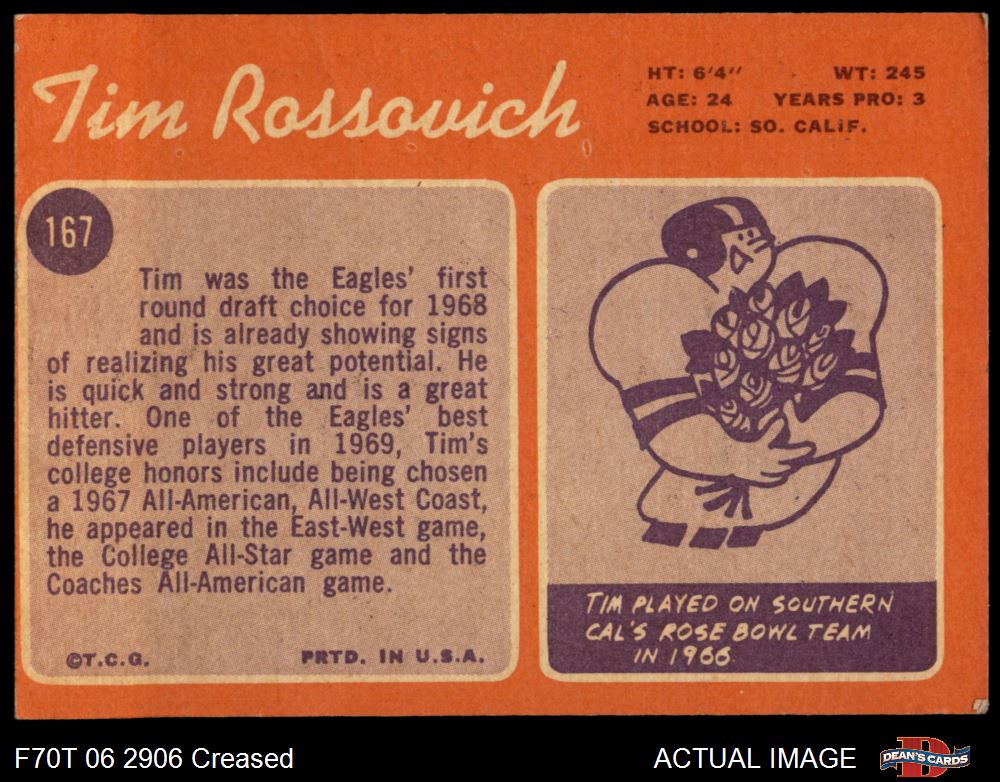 Tim Rossovich
HT: 6'4" WT: 245
AGE: 24 YEARS PRO: 3
SCHOOL: SO. CALIF.
167
Tim was the Eagles' first
round draft choice for 1968
and is already showing signs
of realizing his great potential. He
is quick and strong and is a great
hitter. One of the Eagles' best
defensive players in 1969, Tim's
college honors include being chosen
a 1967 All-American, All-West Coast,
he appeared in the East-West game,
the College All-Star game and the
Coaches All-American game.
©T.C.G. PRTD. IN U.S.A.
TIM PLAYED ON SOUTHERN
CAL'S ROSE BOWL TEAM
IN 1966
F70T 06 2906 Creased
ACTUAL IMAGE
DEAN'S CARDS